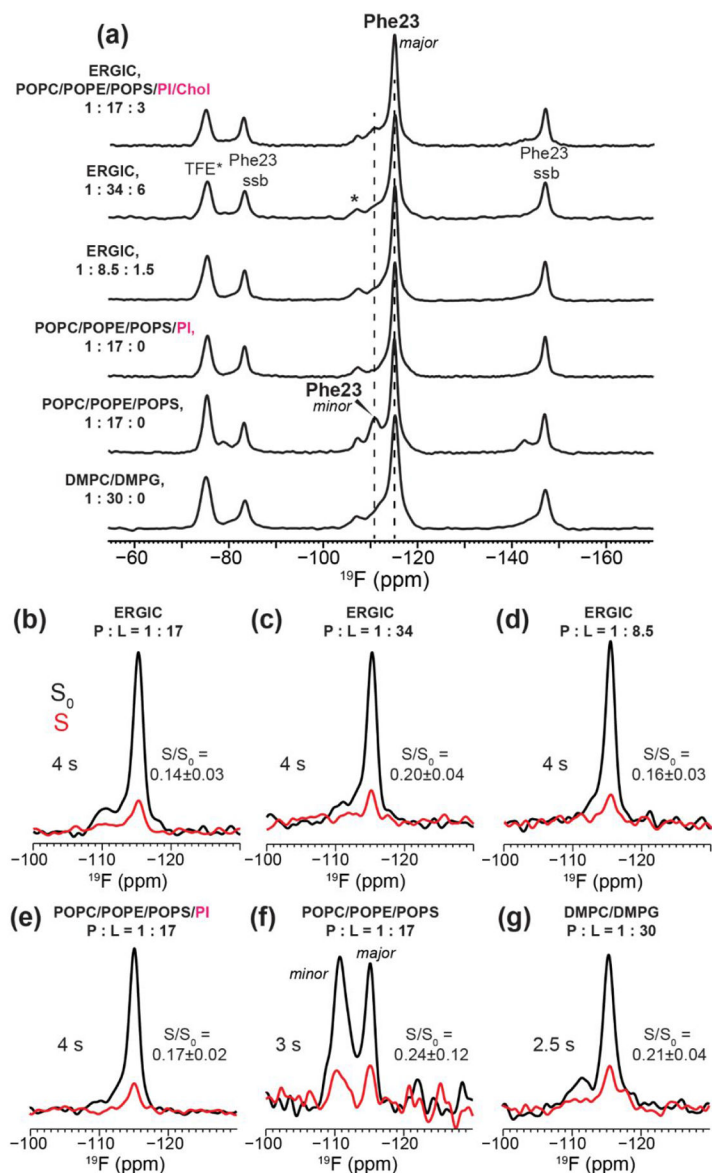 (a)
Phe23
major
ERGIC,
POPC/POPE/POPS/PI/Chol
1 : 17 : 3
TFE*
Phe23
ssb
Phe23
ssb
ERGIC,
1 : 34 : 6
*
ERGIC,
1 : 8.5 : 1.5
POPC/POPE/POPS/PI,
1 : 17 : 0
Phe23
minor
POPC/POPE/POPS,
1 : 17 : 0
DMPC/DMPG,
1 : 30 : 0
−60 −80 −100 −120 −140 −160
¹⁹F (ppm)
(b) ERGIC
P : L = 1 : 17
S₀
S
4 s
S/S₀ =
0.14±0.03
−100 −110 −120
¹⁹F (ppm)
(c) ERGIC
P : L = 1 : 34
4 s
S/S₀ =
0.20±0.04
−100 −110 −120
¹⁹F (ppm)
(d) ERGIC
P : L = 1 : 8.5
4 s
S/S₀ =
0.16±0.03
−100 −110 −120
¹⁹F (ppm)
(e) POPC/POPE/POPS/PI
P : L = 1 : 17
4 s
S/S₀ =
0.17±0.02
−100 −110 −120
¹⁹F (ppm)
(f) POPC/POPE/POPS
P : L = 1 : 17
minor
major
3 s
S/S₀ =
0.24±0.12
−100 −110 −120
¹⁹F (ppm)
(g) DMPC/DMPG
P : L = 1 : 30
2.5 s
S/S₀ =
0.21±0.04
−100 −110 −120
¹⁹F (ppm)